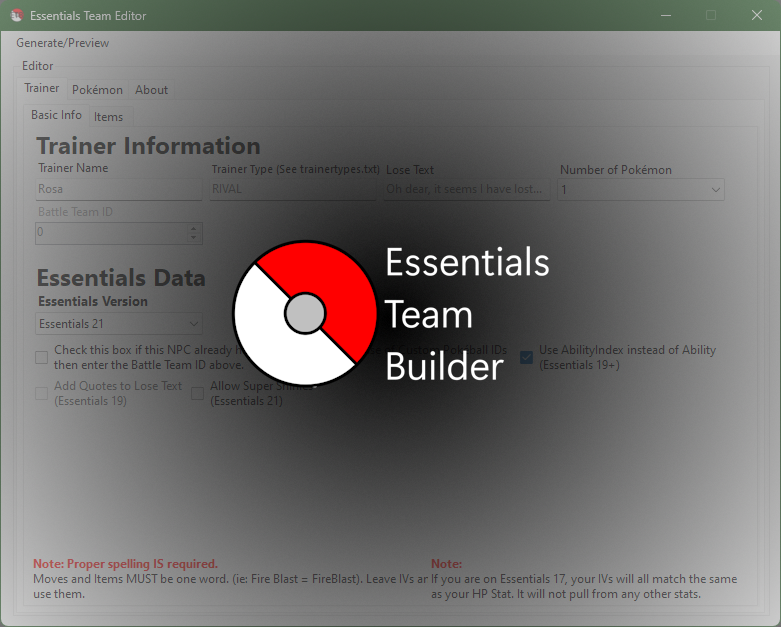 Essentials Team Editor
Generate/Preview
Editor
Trainer Pokémon About
Basic Info Items
Trainer Information
Trainer Name Trainer Type (See trainertypes.txt) Lose Text Number of Pokémon
Rosa RIVAL Oh dear, it seems I have lost... 1
Battle Team ID
0
Essentials
Team
Builder
Essentials Data
Essentials Version
Essentials 21
Check this box if this NPC already
then enter the Battle Team ID above.
Pokéball IDs
Use AbilityIndex instead of Ability
(Essentials 19+)
Add Quotes to Lose Text
(Essentials 19)
Allow Super
(Essentials 21)
Note: Proper spelling IS required.
Moves and Items MUST be one word. (ie: Fire Blast = FireBlast). Leave IVs ar
use them.
Note:
If you are on Essentials 17, your IVs will all match the same
as your HP Stat. It will not pull from any other stats.